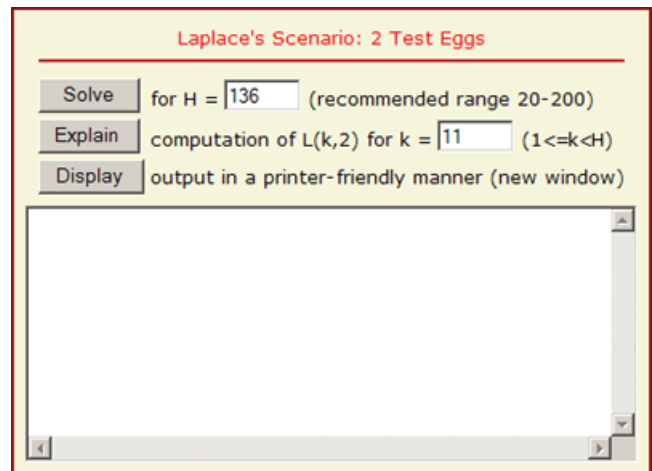 Laplace's Scenario: 2 Test Eggs
Solve for H = 136 (recommended range 20-200)
Explain computation of L(k,2) for k = 11 (1<=k<H)
Display output in a printer-friendly manner (new window)